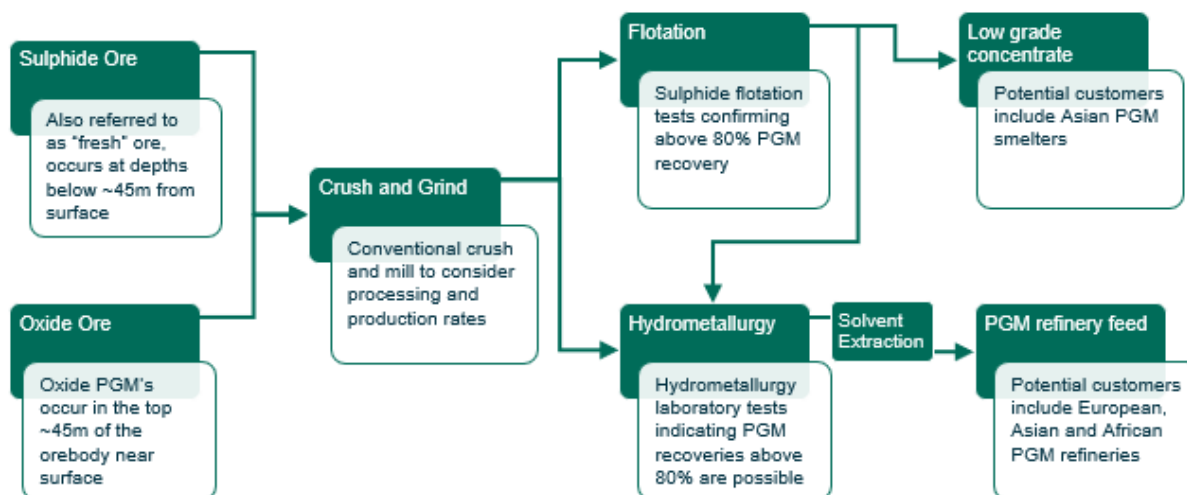 Sulphide Ore
Also referred to
as "fresh" ore,
occurs at depths
below ~45m from
surface
Oxide Ore
Oxide PGM's
occur in the top
~45m of the
orebody near
surface
Crush and Grind
Conventional crush
and mill to consider
processing and
production rates
Flotation
Sulphide flotation
tests confirming
above 80% PGM
recovery
Hydrometallurgy
Hydrometallurgy
laboratory tests
indicating PGM
recoveries above
80% are possible
Solvent
Extraction
Low grade
concentrate
Potential customers
include Asian PGM
smelters
PGM refinery feed
Potential customers
include European,
Asian and African
PGM refineries